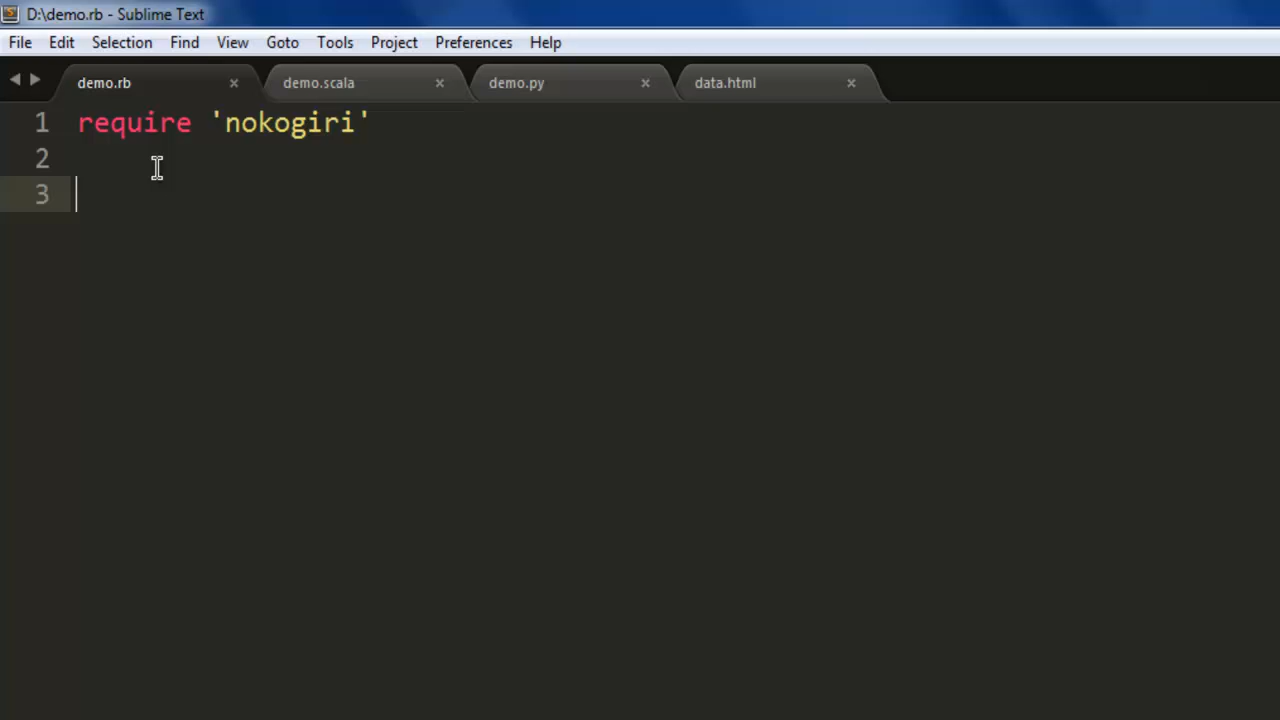 D:\demo.rb - Sublime Text
File Edit Selection Find View Goto Tools Project Preferences Help
demo.rb × demo.scala × demo.py × data.html ×
1 require 'nokogiri'
2
3